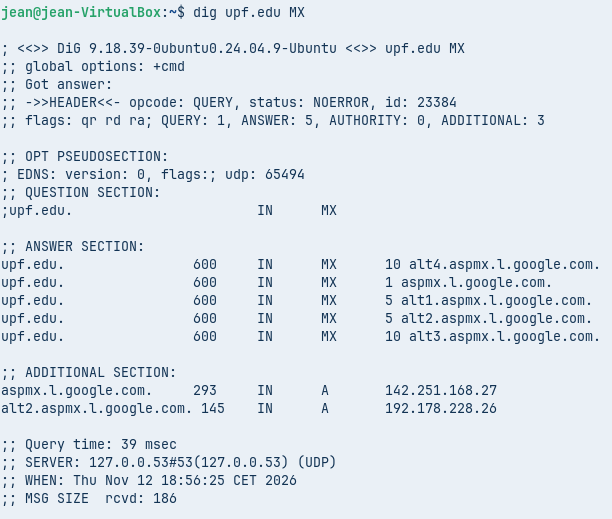 jean@jean-VirtualBox:~$ dig upf.edu MX

; <<>> DiG 9.18.39-0ubuntu0.24.04.9-Ubuntu <<>> upf.edu MX
;; global options: +cmd
;; Got answer:
;; ->>HEADER<<- opcode: QUERY, status: NOERROR, id: 23384
;; flags: qr rd ra; QUERY: 1, ANSWER: 5, AUTHORITY: 0, ADDITIONAL: 3

;; OPT PSEUDOSECTION:
; EDNS: version: 0, flags:; udp: 65494
;; QUESTION SECTION:
;upf.edu.                       IN      MX

;; ANSWER SECTION:
upf.edu.                600     IN      MX      10 alt4.aspmx.l.google.com.
upf.edu.                600     IN      MX      1 aspmx.l.google.com.
upf.edu.                600     IN      MX      5 alt1.aspmx.l.google.com.
upf.edu.                600     IN      MX      5 alt2.aspmx.l.google.com.
upf.edu.                600     IN      MX      10 alt3.aspmx.l.google.com.

;; ADDITIONAL SECTION:
aspmx.l.google.com.     293     IN      A       142.251.168.27
alt2.aspmx.l.google.com. 145    IN      A       192.178.228.26

;; Query time: 39 msec
;; SERVER: 127.0.0.53#53(127.0.0.53) (UDP)
;; WHEN: Thu Nov 12 18:56:25 CET 2026
;; MSG SIZE  rcvd: 186